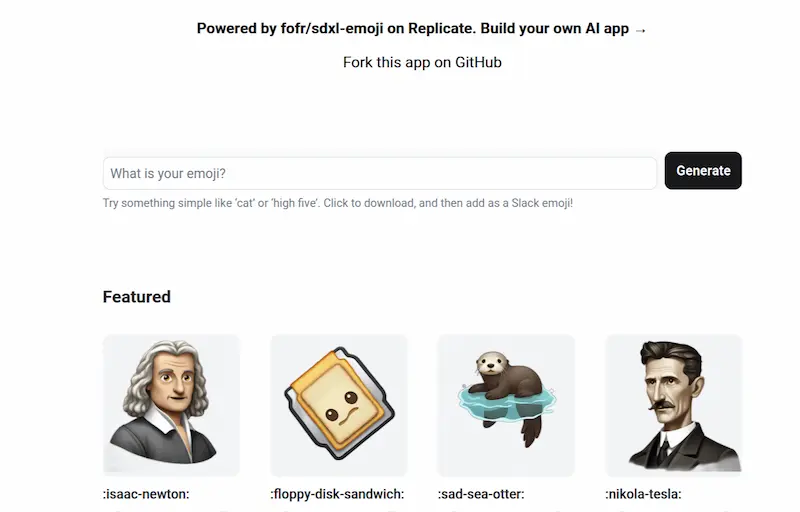 Powered by fofr/sdxl-emoji on Replicate. Build your own AI app →
Fork this app on GitHub
What is your emoji?
Generate
Try something simple like 'cat' or 'high five'. Click to download, and then add as a Slack emoji!
Featured
:isaac-newton:
:floppy-disk-sandwich:
:sad-sea-otter:
:nikola-tesla: